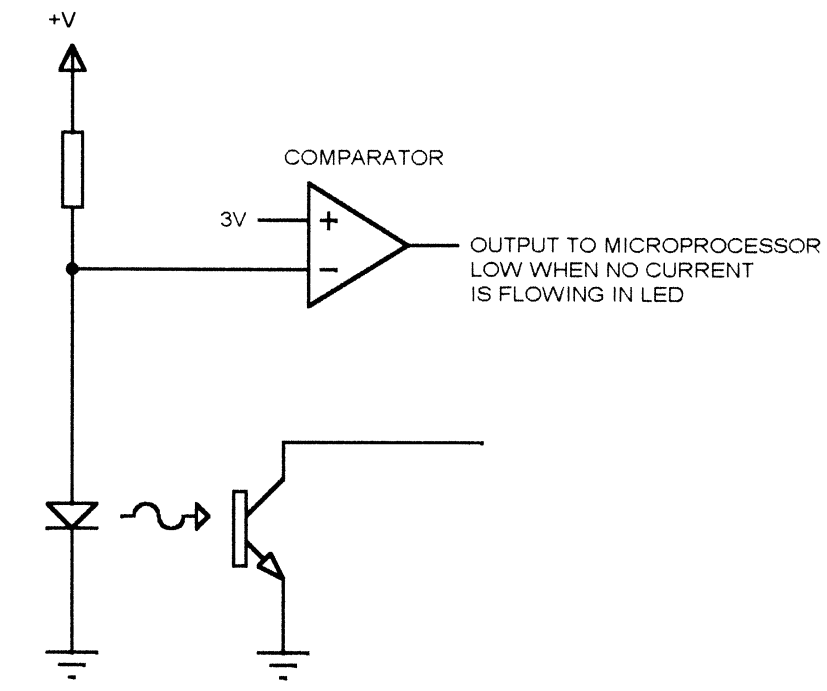 +V
COMPARATOR
3V
+
−
OUTPUT TO MICROPROCESSOR
LOW WHEN NO CURRENT
IS FLOWING IN LED